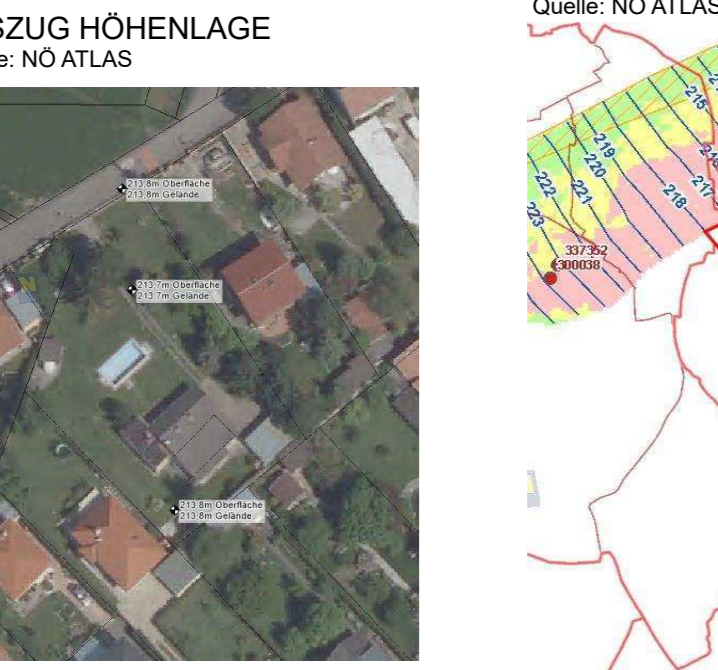 SZUG HÖHENLAGE
e: NÖ ATLAS
213,8m Oberfläche
213,8m Gelände
213,7m Oberfläche
213,7m Gelände
213,8m Oberfläche
213,8m Gelände
Quelle: NÖ ATLAS
215
219
220
221
222
223
216
217
218
337352
300038